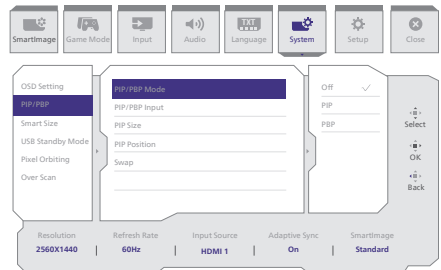 SmartImage
Game Mode
Input
Audio
TXT
Language
System
Setup
Close
OSD Setting
PIP/PBP
Smart Size
USB Standby Mode
Pixel Orbiting
Over Scan
PIP/PBP Mode
PIP/PBP Input
PIP Size
PIP Position
Swap
Off
PIP
PBP
Select
OK
Back
Resolution
2560X1440
Refresh Rate
60Hz
Input Source
HDMI 1
Adaptive Sync
On
SmartImage
Standard